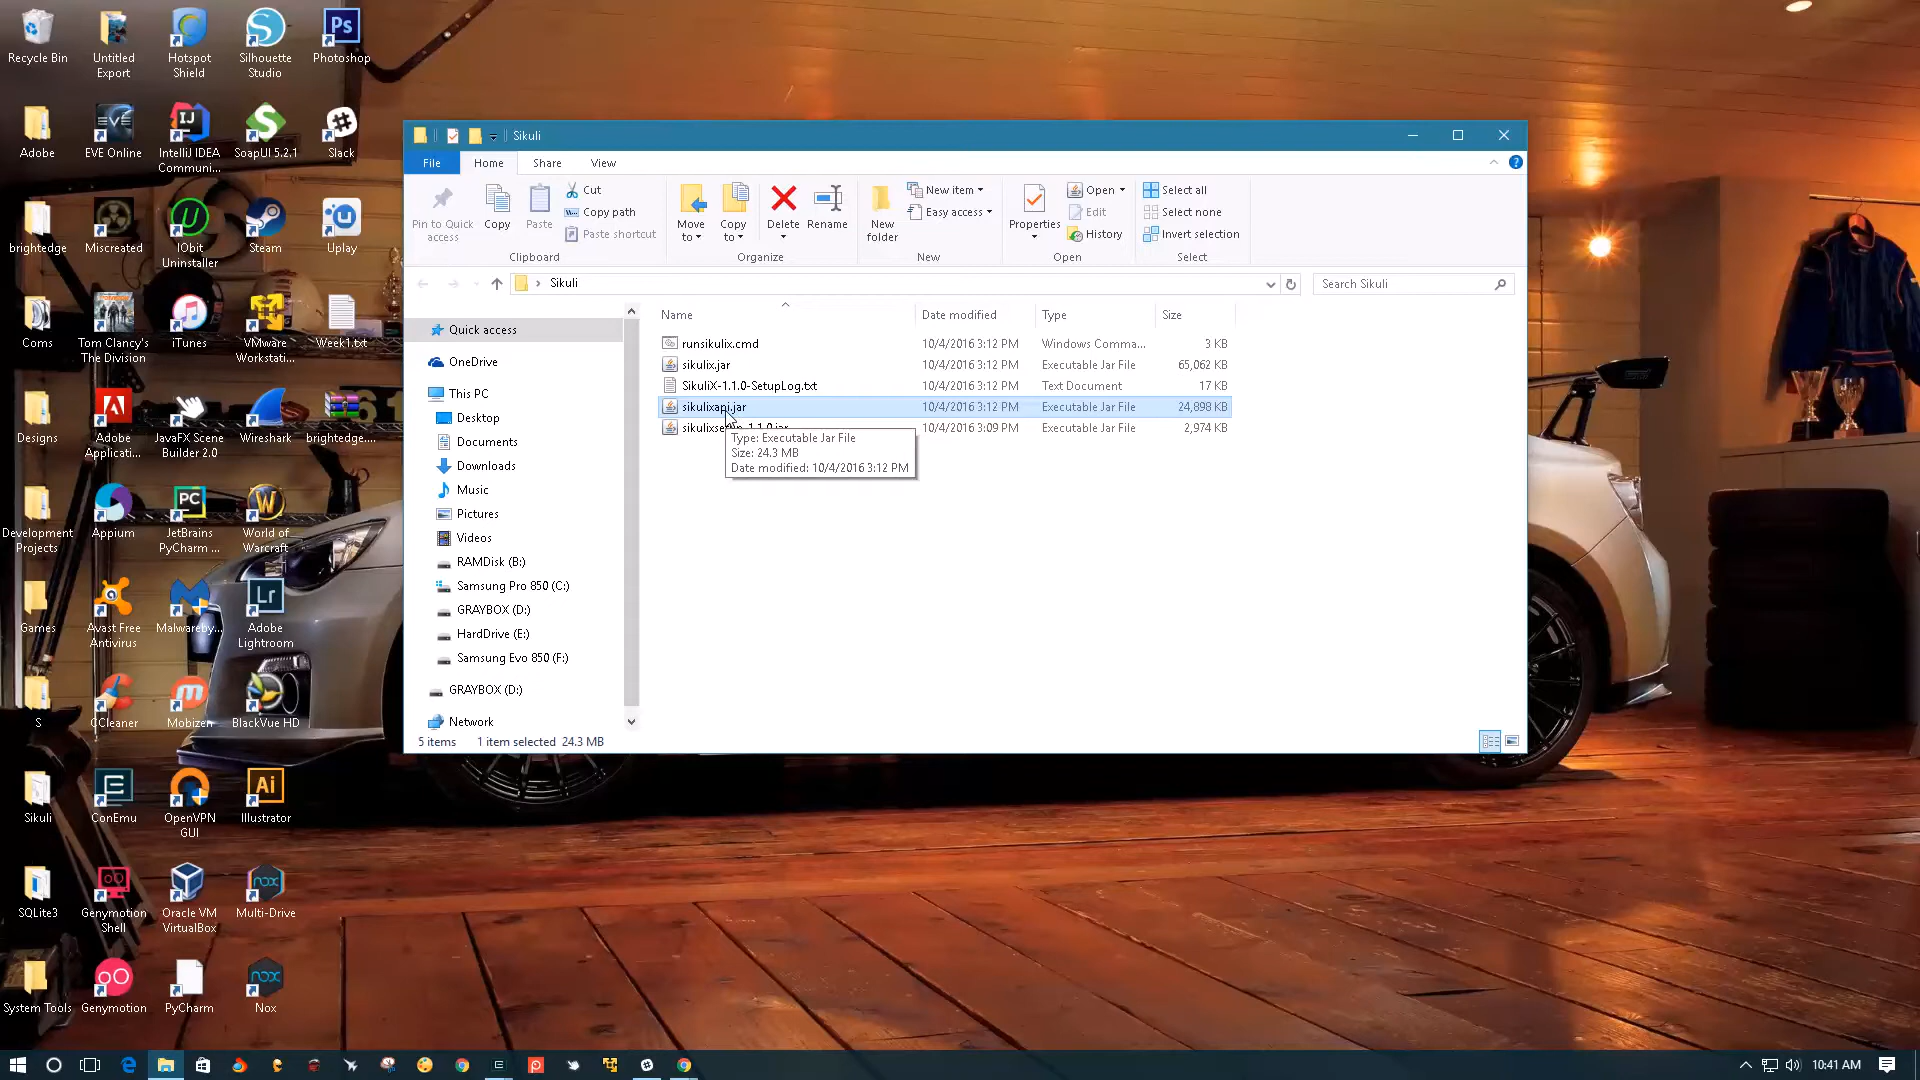 Recycle Bin
Untitled
Export
Hotspot
Shield
Silhouette
Studio
Ps
Photoshop
Adobe
EVE
EVE Online
IJ
IntelliJ IDEA
Communi...
SoapUI 5.2.1
Slack
brightedge
Miscreated
IObit
Uninstaller
Steam
Uplay
Coms
Tom Clancy's
The Division
iTunes
VMware
Workstati...
Week1.txt
Designs
Adobe
Applicati...
JavaFX Scene
Builder 2.0
Wireshark
brightedge....
Development
Projects
Appium
PC
JetBrains
PyCharm ...
World of
Warcraft
Games
Avast Free
Antivirus
Malwareby...
Lr
Adobe
Lightroom
S
CCleaner
Mobizen
BlackVue HD
Sikuli
ConEmu
OpenVPN
GUI
Ai
Illustrator
SQLite3
Genymotion
Shell
Oracle VM
VirtualBox
nox
Multi-Drive
System Tools
Genymotion
PyCharm
nox
Nox
Sikuli
File
Home
Share
View
Pin to Quick
access
Copy
Paste
Cut
Copy path
Paste shortcut
Clipboard
Move
to
Copy
to
Delete
Rename
Organize
New
folder
New item
Easy access
New
Properties
Open
Edit
History
Open
Select all
Select none
Invert selection
Select
Sikuli
Search Sikuli
Quick access
OneDrive
This PC
Desktop
Documents
Downloads
Music
Pictures
Videos
RAMDisk (B:)
Samsung Pro 850 (C:)
GRAYBOX (D:)
HardDrive (E:)
Samsung Evo 850 (F:)
GRAYBOX (D:)
Network
Name Date modified Type Size
runsikulix.cmd 10/4/2016 3:12 PM Windows Comma... 3 KB
sikulix.jar 10/4/2016 3:12 PM Executable Jar File 65,062 KB
SikuliX-1.1.0-SetupLog.txt 10/4/2016 3:12 PM Text Document 17 KB
sikulixapi.jar 10/4/2016 3:12 PM Executable Jar File 24,898 KB
10/4/2016 3:09 PM Executable Jar File 2,974 KB
Type: Executable Jar File
Size: 24.3 MB
Date modified: 10/4/2016 3:12 PM
5 items 1 item selected 24.3 MB
10:41 AM